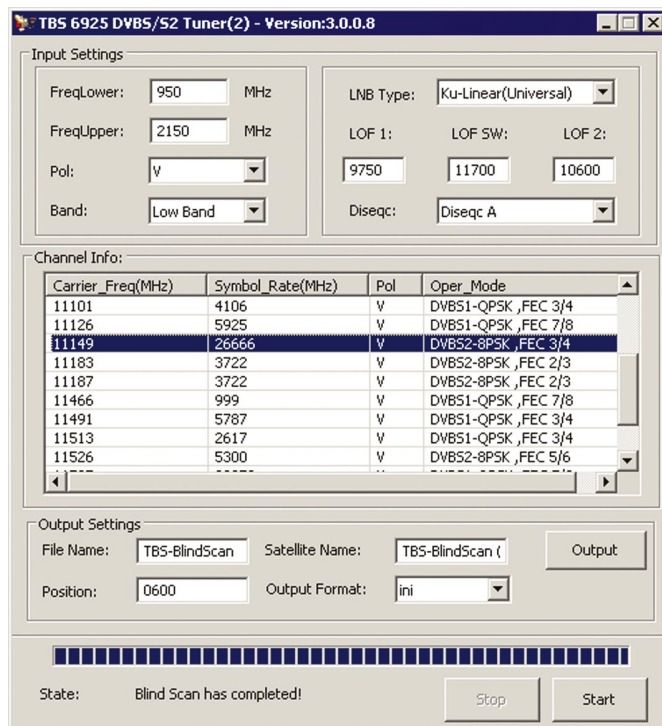 TBS 6925 DVBS/S2 Tuner(2) - Version:3.0.0.8
Input Settings
FreqLower: 950 MHz
FreqUpper: 2150 MHz
Pol: V
Band: Low Band
LNB Type: Ku-Linear(Universal)
LOF 1: LOF SW: LOF 2:
9750 11700 10600
Diseqc: Diseqc A
Channel Info:
Carrier_Freq(MHz) Symbol_Rate(MHz) Pol Oper_Mode
11101 4106 V DVBS1-QPSK ,FEC 3/4
11126 5925 V DVBS1-QPSK ,FEC 7/8
11149 26666 V DVBS2-8PSK ,FEC 3/4
11183 3722 V DVBS2-8PSK ,FEC 2/3
11187 3722 V DVBS2-8PSK ,FEC 2/3
11466 999 V DVBS1-QPSK ,FEC 7/8
11491 5787 V DVBS1-QPSK ,FEC 3/4
11513 2617 V DVBS1-QPSK ,FEC 3/4
11526 5300 V DVBS2-8PSK ,FEC 5/6
Output Settings
File Name: TBS-BlindScan Satellite Name: TBS-BlindScan ( Output
Position: 0600 Output Format: ini
State: Blind Scan has completed! Stop Start